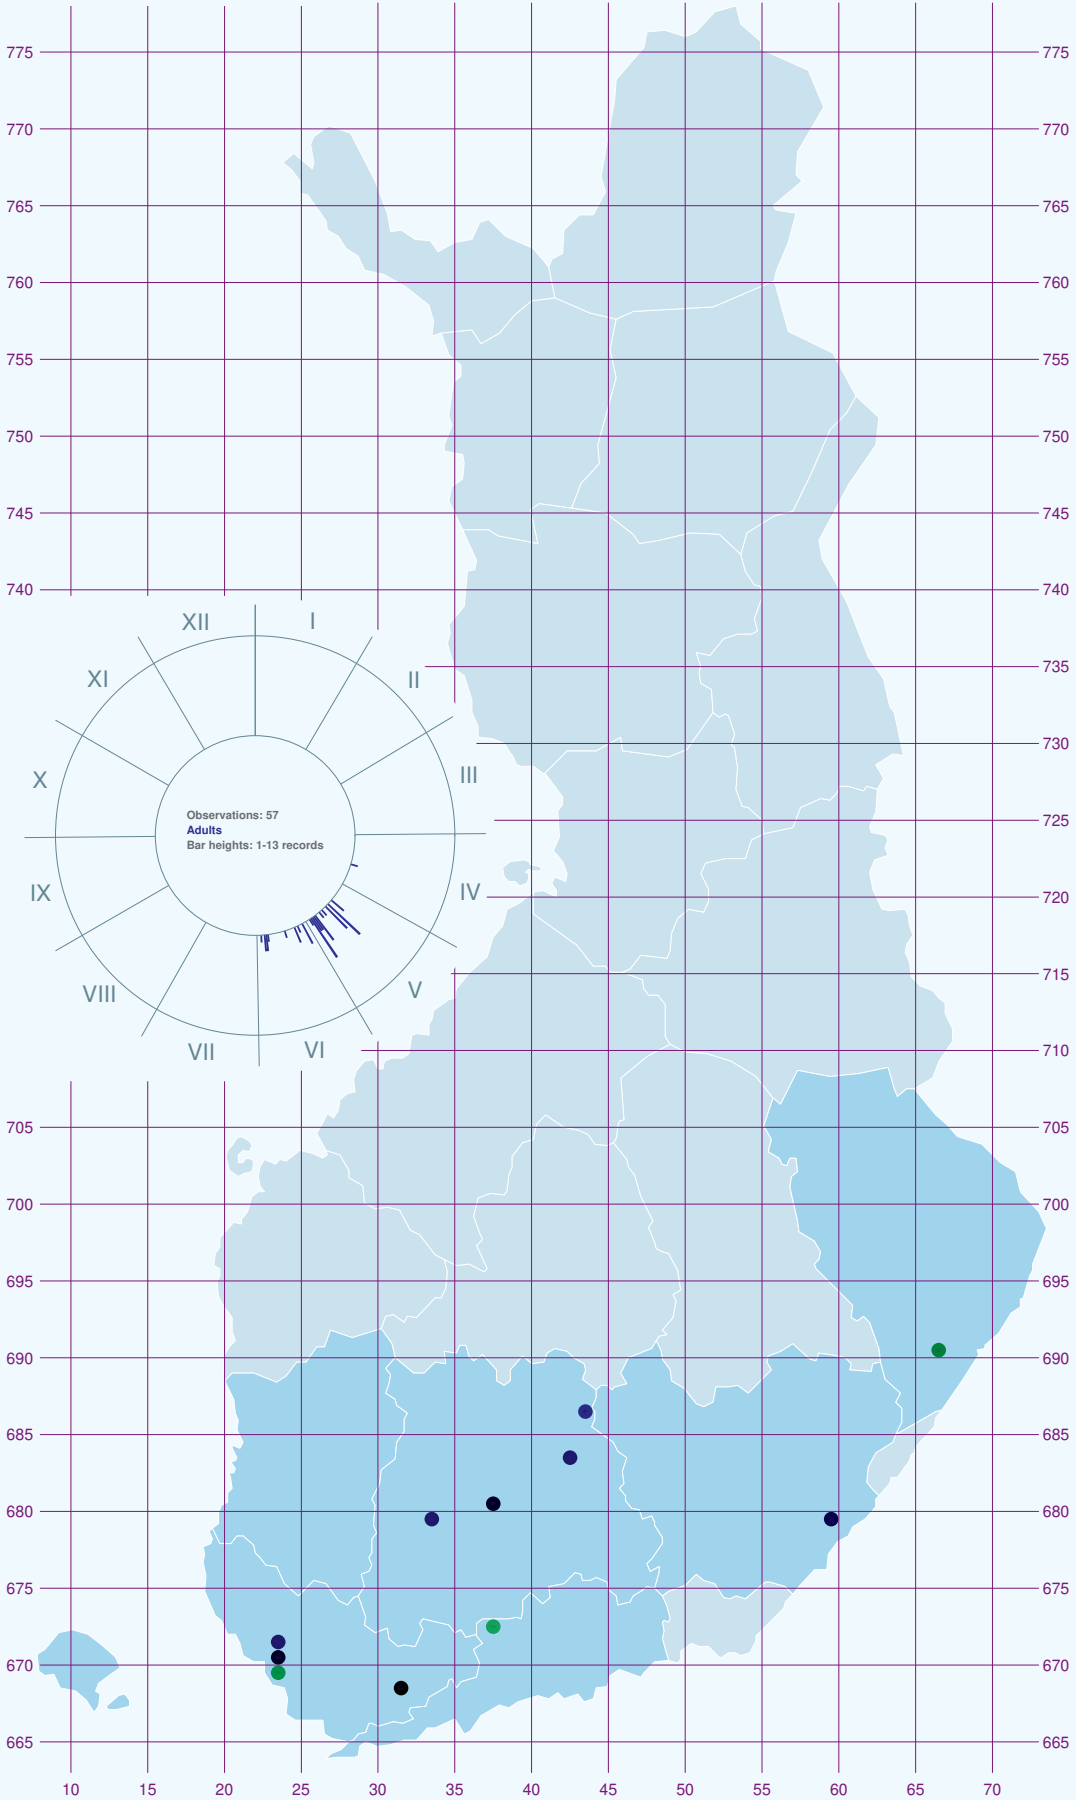 775 775
770 770
765 765
760 760
755 755
750 750
745 745
740 740
XII I
735
XI II
730
X III
Observations: 57
Adults
Bar heights: 1-13 records
725
IX IV
720
VIII V
715
VII VI
710
705 705
700 700
695 695
690 690
685 685
680 680
675 675
670 670
665 665
10 15 20 25 30 35 40 45 50 55 60 65 70